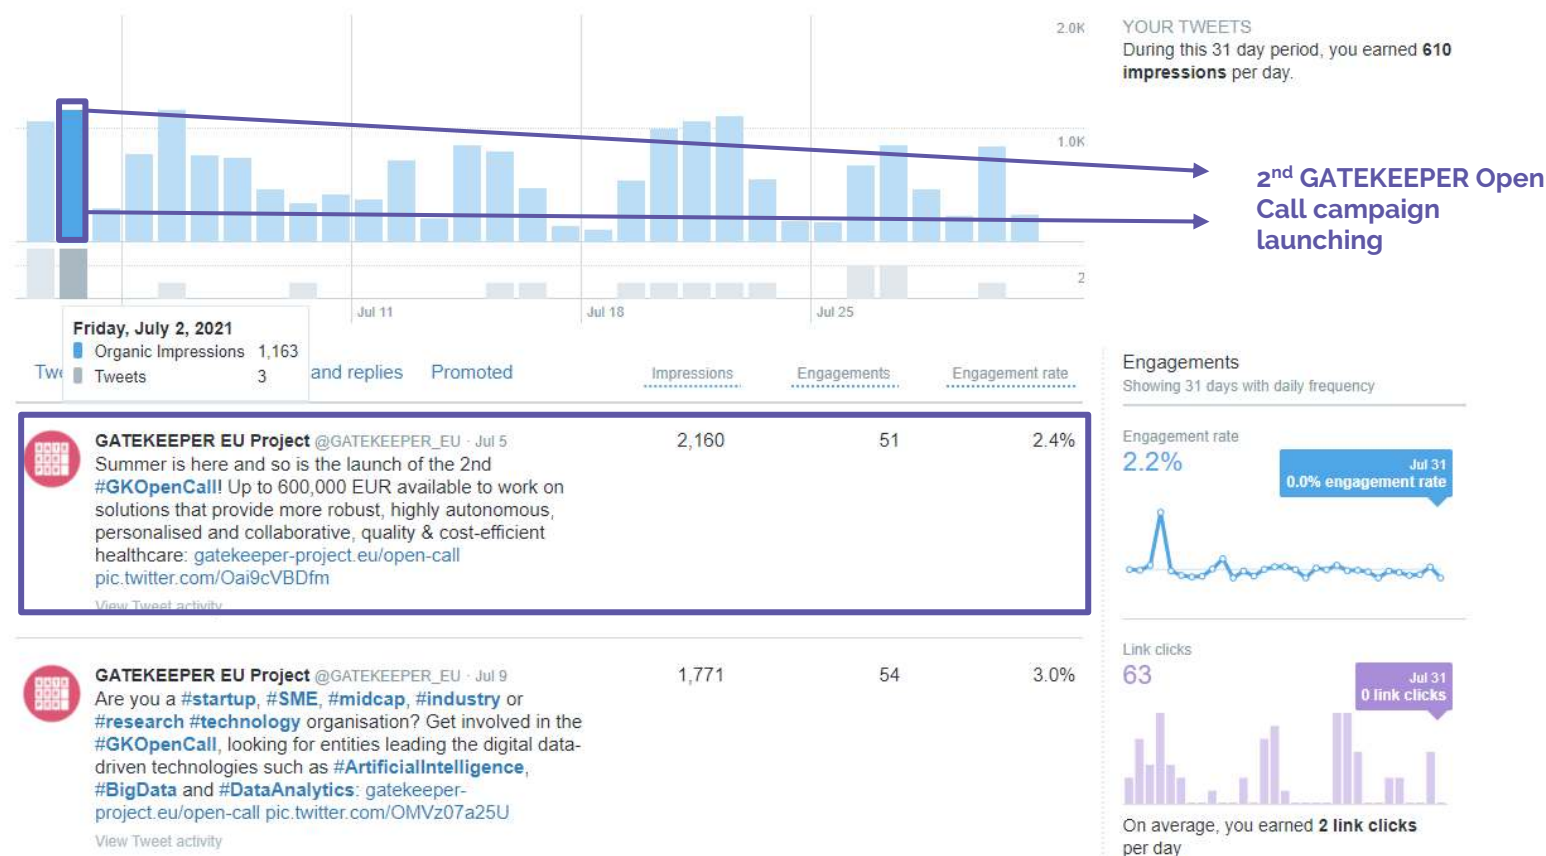 2.0K
1.0K
2
Jul 11
Jul 18
Jul 25
Friday, July 2, 2021
Organic Impressions 1,163
Tweets 3
YOUR TWEETS
During this 31 day period, you earned 610
impressions per day.
2nd GATEKEEPER Open
Call campaign
launching
Twe
and replies Promoted Impressions Engagements Engagement rate
GATEKEEPER EU Project @GATEKEEPER_EU · Jul 5 2,160 51 2.4%
Summer is here and so is the launch of the 2nd
#GKOpenCall! Up to 600,000 EUR available to work on
solutions that provide more robust, highly autonomous,
personalised and collaborative, quality & cost-efficient
healthcare: gatekeeper-project.eu/open-call
pic.twitter.com/Oai9cVBDfm
View Tweet activity
GATEKEEPER EU Project @GATEKEEPER_EU · Jul 9 1,771 54 3.0%
Are you a #startup, #SME, #midcap, #industry or
#research #technology organisation? Get involved in the
#GKOpenCall, looking for entities leading the digital data-
driven technologies such as #ArtificialIntelligence,
#BigData and #DataAnalytics: gatekeeper-
project.eu/open-call pic.twitter.com/OMVz07a25U
View Tweet activity
Engagements
Showing 31 days with daily frequency
Engagement rate
2.2%
Jul 31
0.0% engagement rate
Link clicks
63
Jul 31
0 link clicks
On average, you earned 2 link clicks
per day